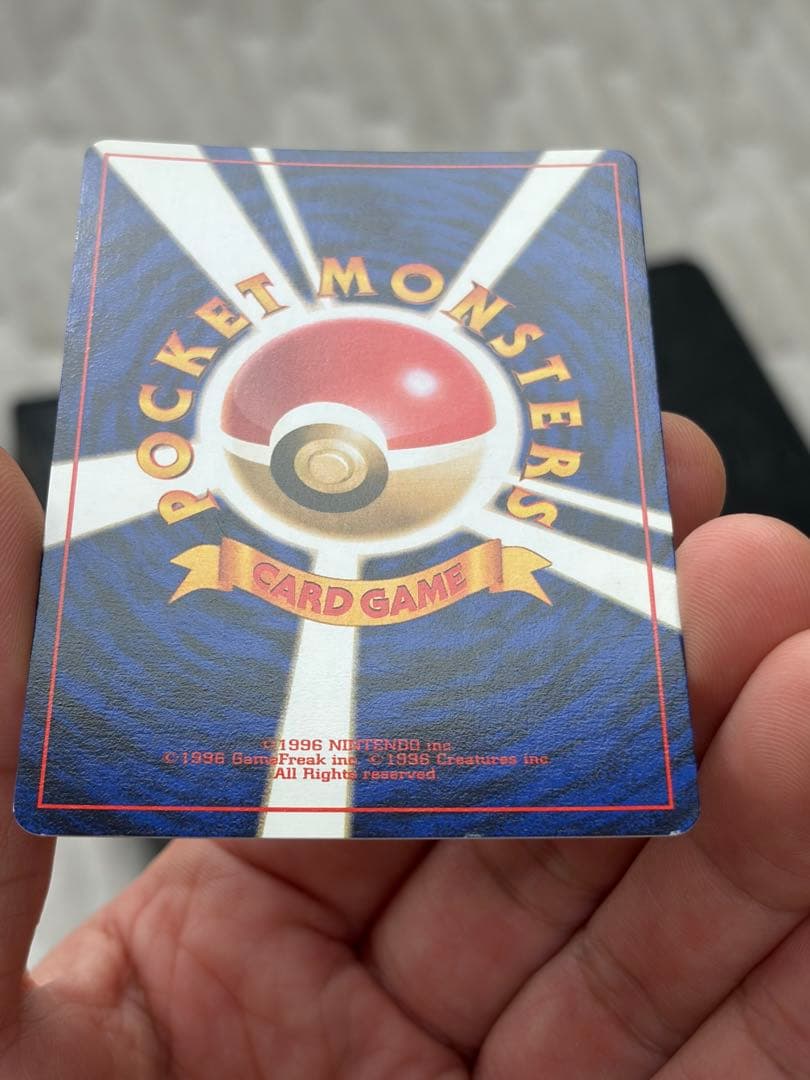 POCKET MONSTERS
CARD GAME
©1996 NINTENDO inc
©1996 GameFreak inc. ©1996 Creatures inc.
All Rights reserved.